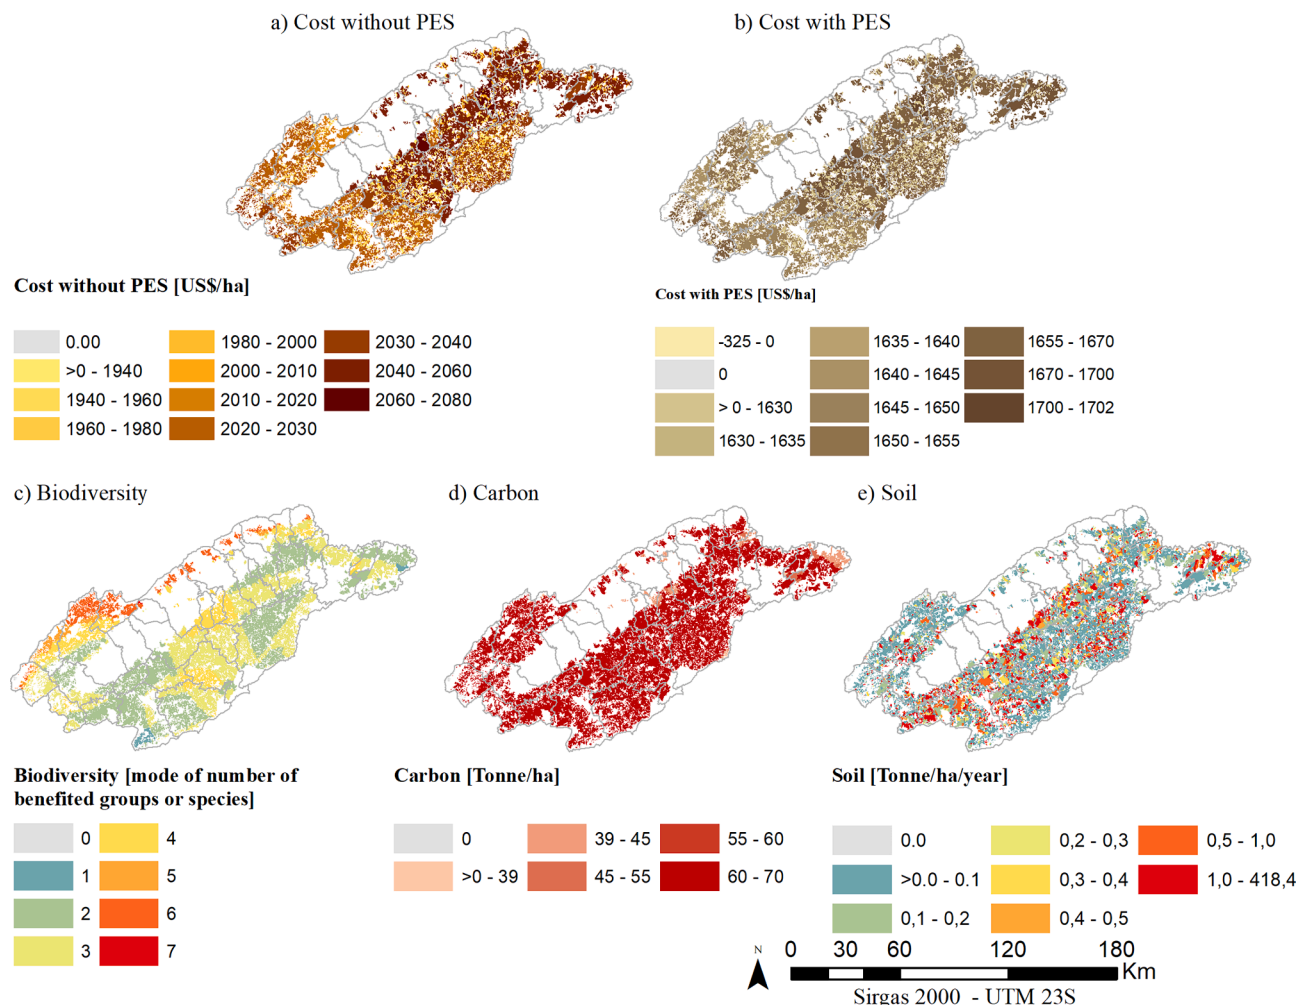 a) Cost without PES
b) Cost with PES
Cost without PES [US$/ha]
0.00
>0 - 1940
1940 - 1960
1960 - 1980
1980 - 2000
2000 - 2010
2010 - 2020
2020 - 2030
2030 - 2040
2040 - 2060
2060 - 2080
Cost with PES [US$/ha]
-325 - 0
0
> 0 - 1630
1630 - 1635
1635 - 1640
1640 - 1645
1645 - 1650
1650 - 1655
1655 - 1670
1670 - 1700
1700 - 1702
c) Biodiversity
d) Carbon
e) Soil
Biodiversity [mode of number of
benefited groups or species]
0
1
2
3
4
5
6
7
Carbon [Tonne/ha]
0
>0 - 39
39 - 45
45 - 55
55 - 60
60 - 70
Soil [Tonne/ha/year]
0.0
>0.0 - 0.1
0,1 - 0,2
0,2 - 0,3
0,3 - 0,4
0,4 - 0,5
0,5 - 1,0
1,0 - 418,4
N
0 30 60 120 180
Km
Sirgas 2000 - UTM 23S